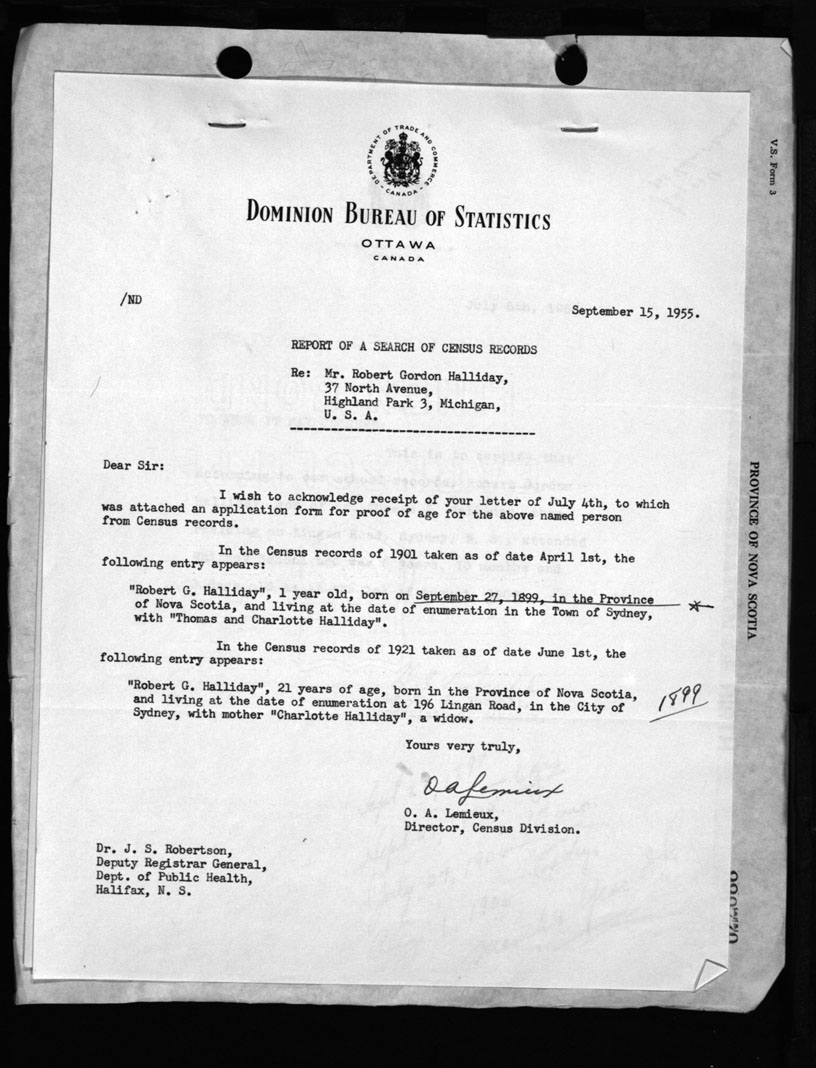 DEPARTMENT OF TRADE AND COMMERCE
CANADA
DOMINION BUREAU OF STATISTICS
OTTAWA
CANADA
/ND
September 15, 1955.
REPORT OF A SEARCH OF CENSUS RECORDS
Re: Mr. Robert Gordon Halliday,
37 North Avenue,
Highland Park 3, Michigan,
U. S. A.
Dear Sir:
I wish to acknowledge receipt of your letter of July 4th, to which
was attached an application form for proof of age for the above named person
from Census records.
In the Census records of 1901 taken as of date April 1st, the
following entry appears:
"Robert G. Halliday", 1 year old, born on September 27, 1899, in the Province
of Nova Scotia, and living at the date of enumeration in the Town of Sydney,
with "Thomas and Charlotte Halliday".
In the Census records of 1921 taken as of date June 1st, the
following entry appears:
"Robert G. Halliday", 21 years of age, born in the Province of Nova Scotia,
and living at the date of enumeration at 196 Lingan Road, in the City of
Sydney, with mother "Charlotte Halliday", a widow.
1899
Yours very truly,
O A Lemieux
O. A. Lemieux,
Director, Census Division.
Dr. J. S. Robertson,
Deputy Registrar General,
Dept. of Public Health,
Halifax, N. S.
V.S. Form 3
PROVINCE OF NOVA SCOTIA